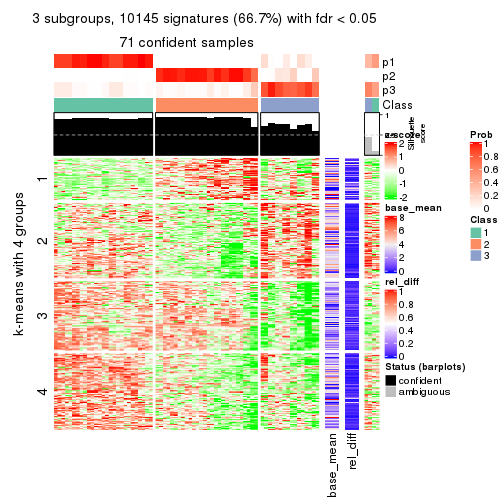 3 subgroups, 10145 signatures (66.7%) with fdr < 0.05
71 confident samples
p1
p2
p3
Class
1
Silhouette
score
k-means with 4 groups
1
2
3
4
base_mean
rel_diff
z-score
2
1
0
-1
-2
base_mean
8
6
4
2
0
rel_diff
1
0.8
0.6
0.4
0.2
0
Status (barplots)
confident
ambiguous
Prob
1
0.8
0.6
0.4
0.2
0
Class
1
2
3